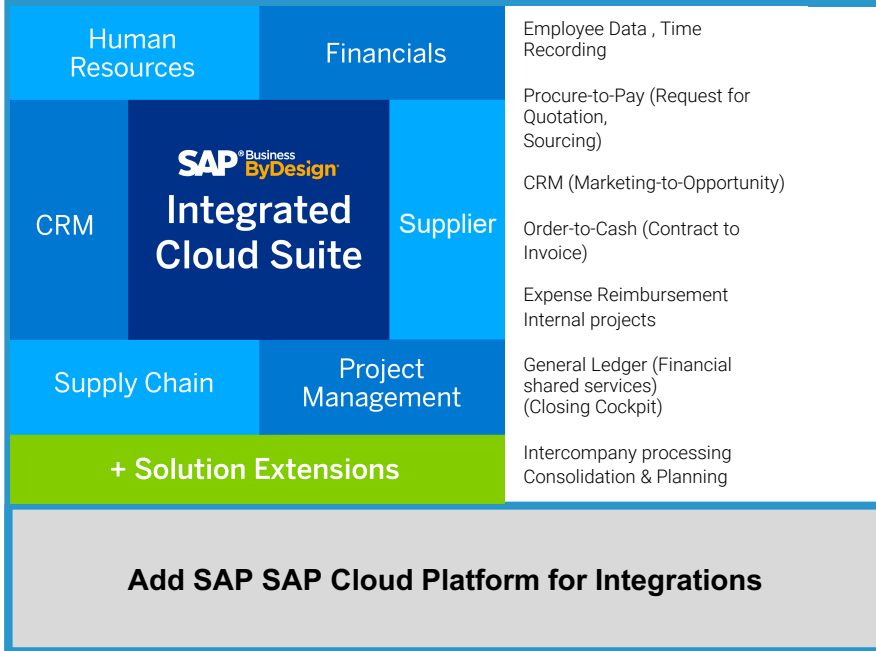 Human
Resources
Financials
SAP® Business
ByDesign
Integrated
Cloud Suite
CRM
Supplier
Supply Chain
Project
Management
+ Solution Extensions
Employee Data , Time
Recording
Procure-to-Pay (Request for
Quotation,
Sourcing)
CRM (Marketing-to-Opportunity)
Order-to-Cash (Contract to
Invoice)
Expense Reimbursement
Internal projects
General Ledger (Financial
shared services)
(Closing Cockpit)
Intercompany processing
Consolidation & Planning
Add SAP SAP Cloud Platform for Integrations